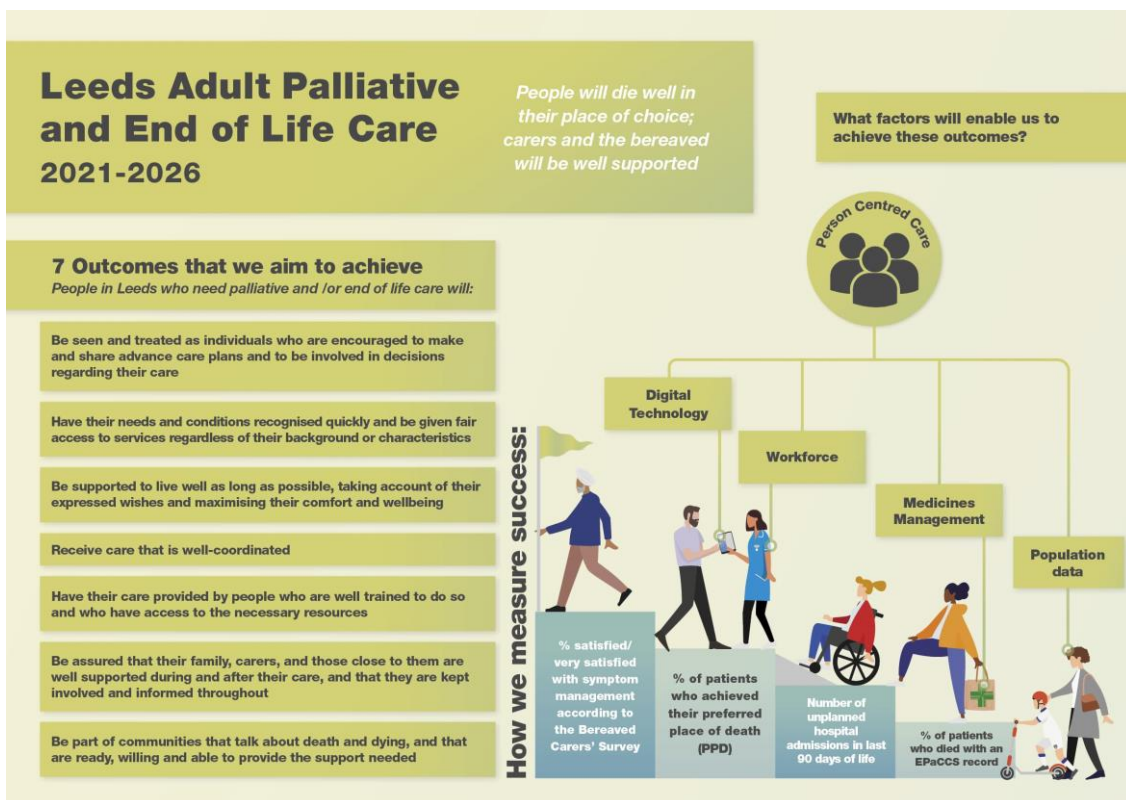 Leeds Adult Palliative
and End of Life Care
2021-2026
People will die well in
their place of choice;
carers and the bereaved
will be well supported
7 Outcomes that we aim to achieve
People in Leeds who need palliative and /or end of life care will:
Be seen and treated as individuals who are encouraged to make
and share advance care plans and to be involved in decisions
regarding their care
Have their needs and conditions recognised quickly and be given fair
access to services regardless of their background or characteristics
Be supported to live well as long as possible, taking account of their
expressed wishes and maximising their comfort and wellbeing
Receive care that is well-coordinated
Have their care provided by people who are well trained to do so
and who have access to the necessary resources
Be assured that their family, carers, and those close to them are
well supported during and after their care, and that they are kept
involved and informed throughout
Be part of communities that talk about death and dying, and that
are ready, willing and able to provide the support needed
What factors will enable us to
achieve these outcomes?
Person Centred Care
Digital
Technology
Workforce
Medicines
Management
Population
data
How we measure success:
% satisfied/
very satisfied
with symptom
management
according to
the Bereaved
Carers' Survey
% of patients
who achieved
their preferred
place of death
(PPD)
Number of
unplanned
hospital
admissions in last
90 days of life
% of patients
who died with an
EPaCCS record